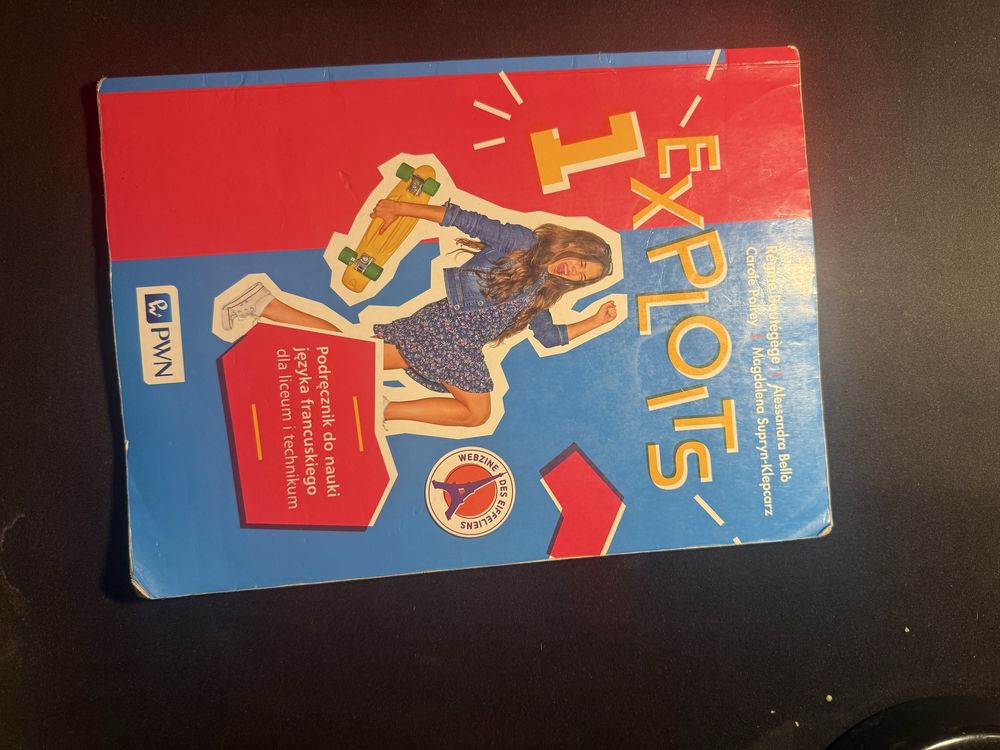 Régine Boutégège | Alessandra Bellò
Carole Poirey | Magdalena Supryn-Klepcarz
EXPLOITS
1
WEBZINE DES EIFFELIENS
Podręcznik do nauki
języka francuskiego
dla liceum i technikum
PWN